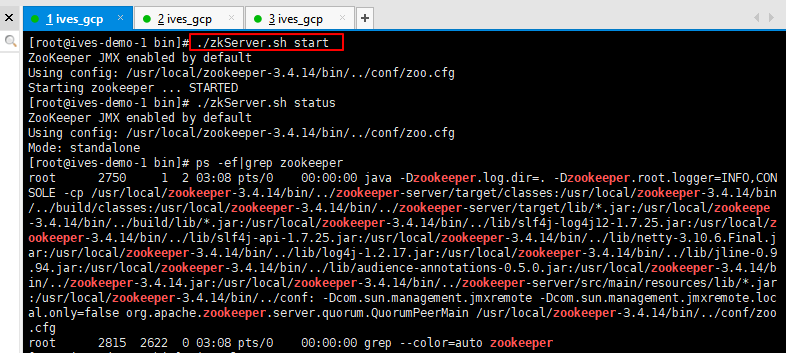 1 ives_gcp 2 ives_gcp 3 ives_gcp
[root@ives-demo-1 bin]# ./zkServer.sh start
ZooKeeper JMX enabled by default
Using config: /usr/local/zookeeper-3.4.14/bin/../conf/zoo.cfg
Starting zookeeper ... STARTED
[root@ives-demo-1 bin]# ./zkServer.sh status
ZooKeeper JMX enabled by default
Using config: /usr/local/zookeeper-3.4.14/bin/../conf/zoo.cfg
Mode: standalone
[root@ives-demo-1 bin]# ps -ef|grep zookeeper
root      2750     1  2 03:08 pts/0    00:00:00 java -Dzookeeper.log.dir=. -Dzookeeper.root.logger=INFO,CON
SOLE -cp /usr/local/zookeeper-3.4.14/bin/../zookeeper-server/target/classes:/usr/local/zookeeper-3.4.14/bin
/../build/classes:/usr/local/zookeeper-3.4.14/bin/../zookeeper-server/target/lib/*.jar:/usr/local/zookeepe
-3.4.14/bin/../build/lib/*.jar:/usr/local/zookeeper-3.4.14/bin/../lib/slf4j-log4j12-1.7.25.jar:/usr/local/z
ookeeper-3.4.14/bin/../lib/slf4j-api-1.7.25.jar:/usr/local/zookeeper-3.4.14/bin/../lib/netty-3.10.6.Final.j
ar:/usr/local/zookeeper-3.4.14/bin/../lib/log4j-1.2.17.jar:/usr/local/zookeeper-3.4.14/bin/../lib/jline-0.9
.94.jar:/usr/local/zookeeper-3.4.14/bin/../lib/audience-annotations-0.5.0.jar:/usr/local/zookeeper-3.4.14/b
in/../zookeeper-3.4.14.jar:/usr/local/zookeeper-3.4.14/bin/../zookeeper-server/src/main/resources/lib/*.jar
:/usr/local/zookeeper-3.4.14/bin/../conf: -Dcom.sun.management.jmxremote -Dcom.sun.management.jmxremote.loc
al.only=false org.apache.zookeeper.server.quorum.QuorumPeerMain /usr/local/zookeeper-3.4.14/bin/../conf/zoo
.cfg
root      2815  2622  0 03:08 pts/0    00:00:00 grep --color=auto zookeeper